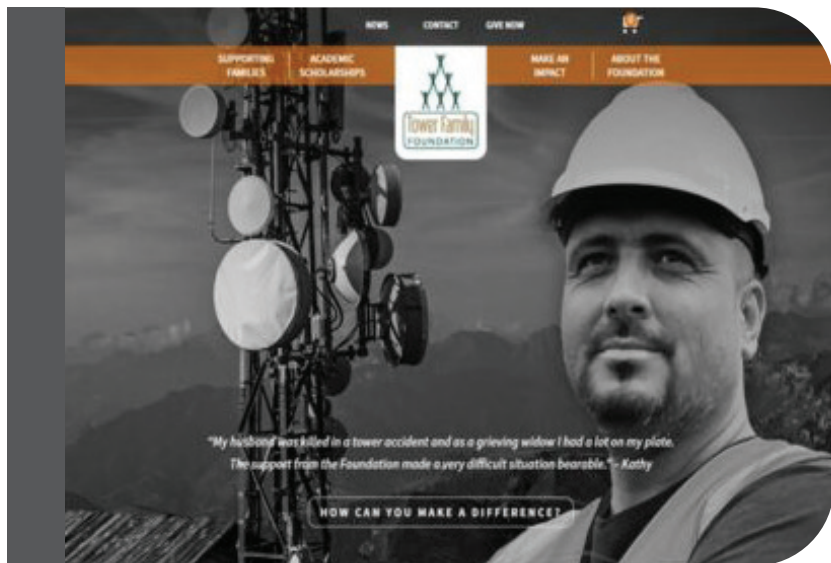 NEWS CONTACT GIVE NOW
SUPPORTING FAMILIES
ACADEMIC SCHOLARSHIPS
MAKE AN IMPACT
ABOUT THE FOUNDATION
Tower Family
FOUNDATION
"My husband was killed in a tower accident and as a grieving widow I had a lot on my plate.
The support from the Foundation made a very difficult situation bearable." - Kathy
HOW CAN YOU MAKE A DIFFERENCE?